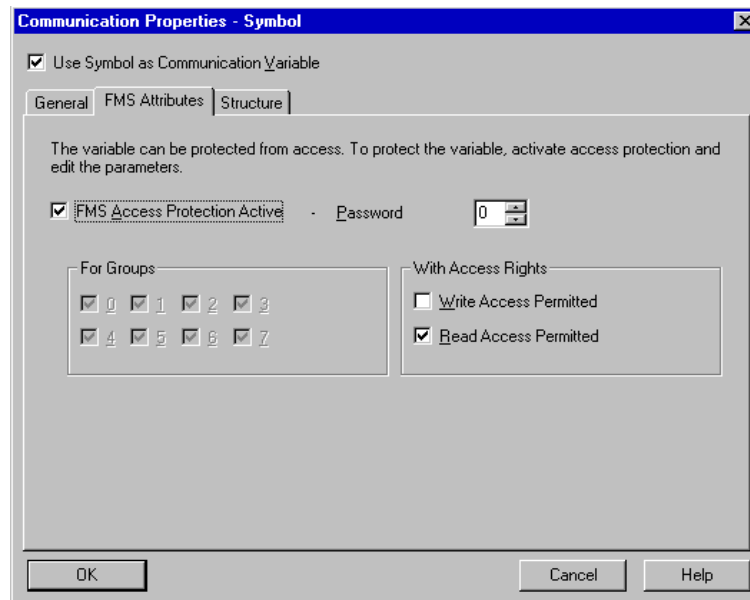 Communication Properties - Symbol
Use Symbol as Communication Variable
General FMS Attributes Structure
The variable can be protected from access. To protect the variable, activate access protection and
edit the parameters.
FMS Access Protection Active - Password 0
For Groups With Access Rights
0 1 2 3 Write Access Permitted
4 5 6 7 Read Access Permitted
OK Cancel Help